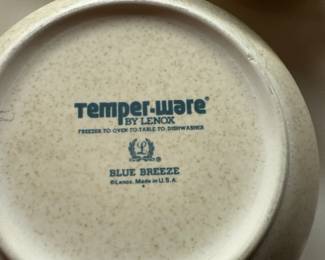 Temper-ware®
BY LENOX
FREEZER TO OVEN TO TABLE TO DISHWASHER
L
BLUE BREEZE
©Lenox. Made in U.S.A.